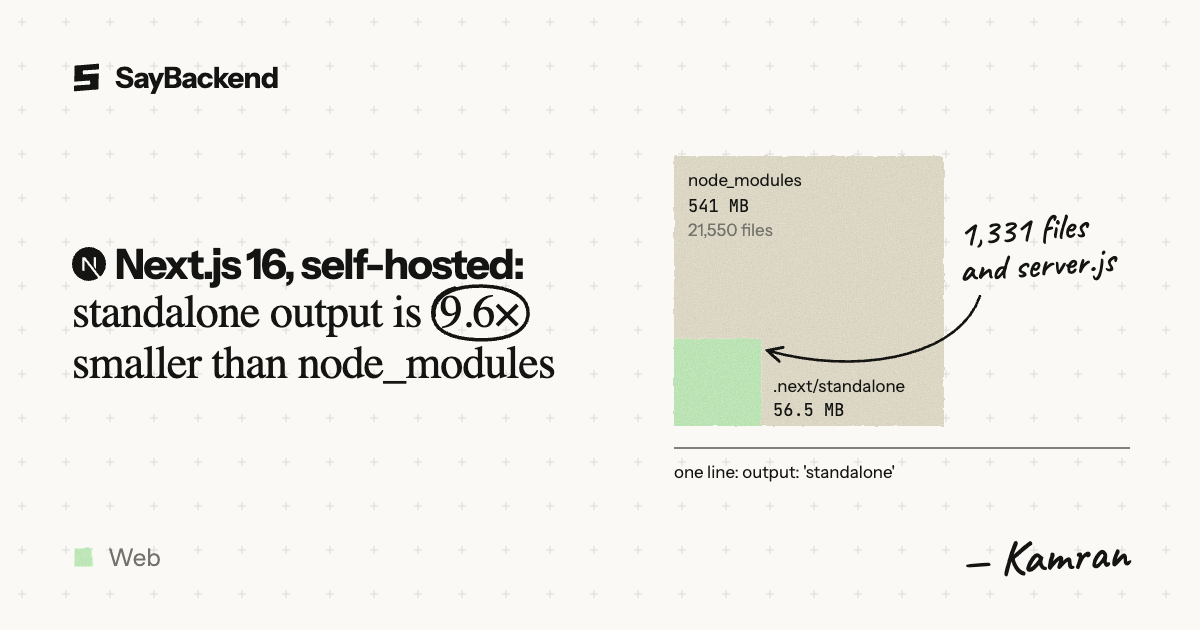 SayBackend
Next.js 16, self-hosted:
standalone output is 9.6×
smaller than node_modules
node_modules
541 MB
21,550 files
1,331 files
and server.js
.next/standalone
56.5 MB
one line: output: 'standalone'
Web
– Kamran